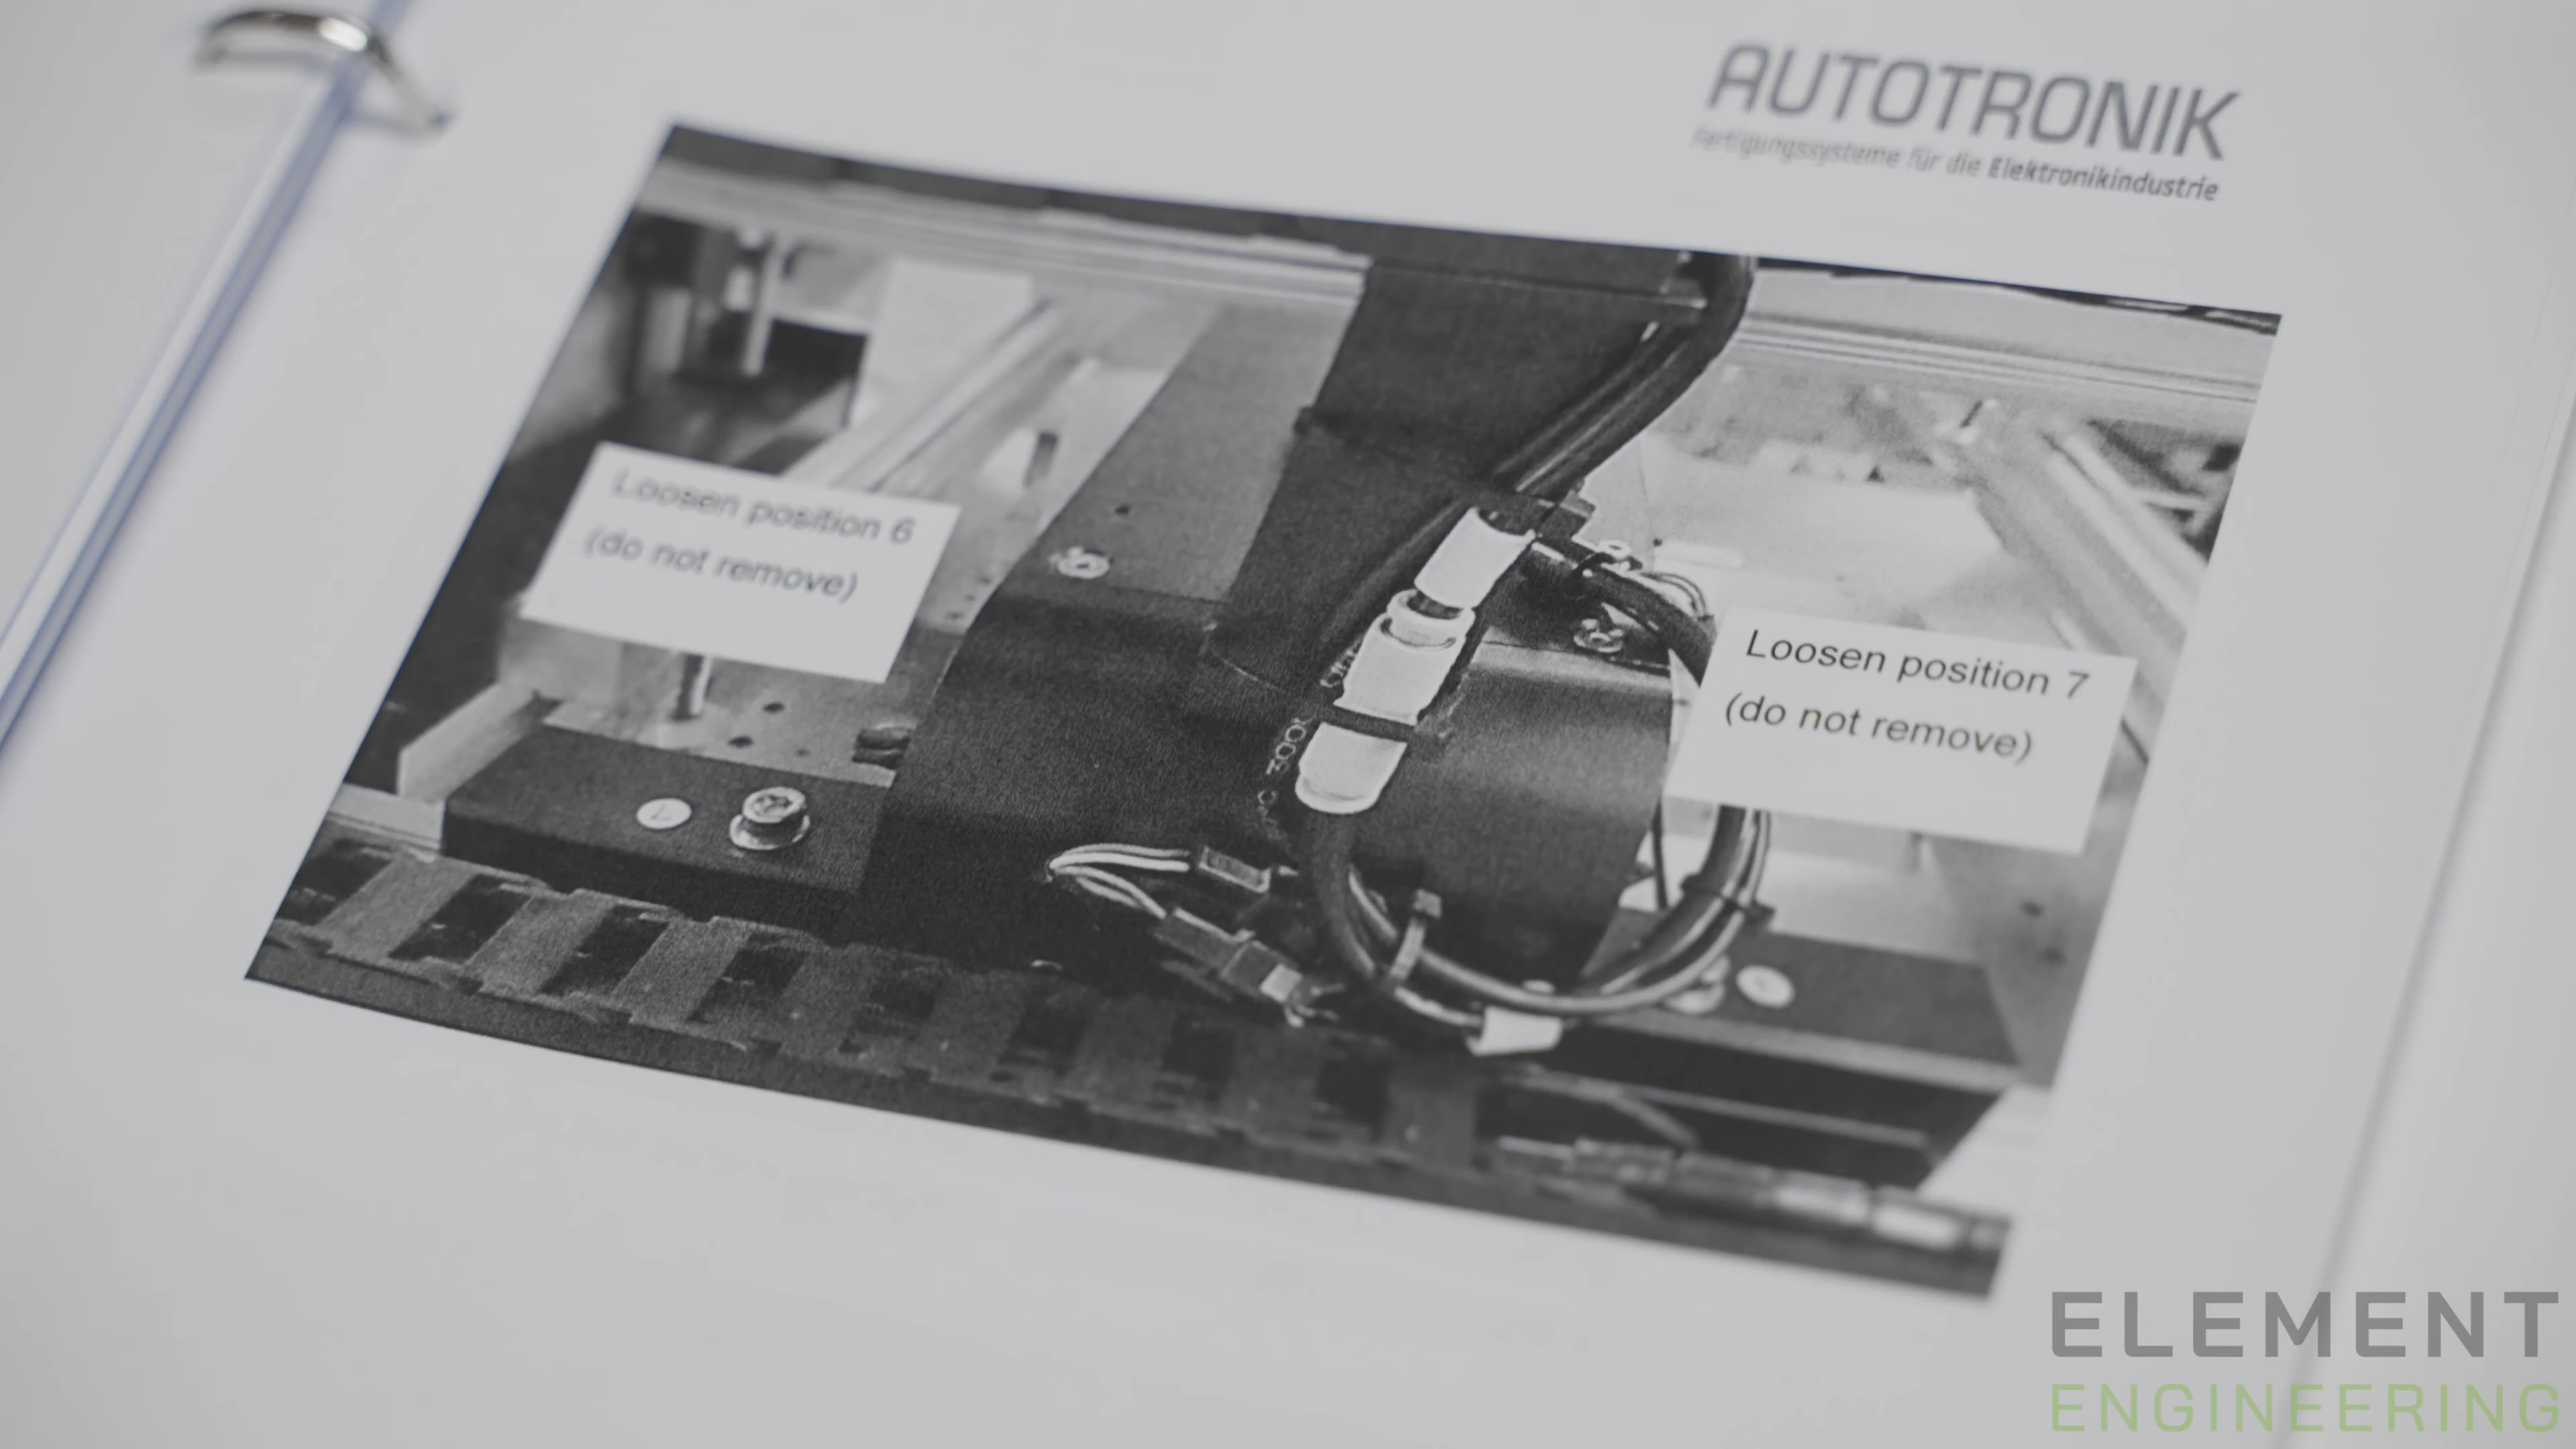 AUTOTRONIK
Fertigungssysteme für die Elektronikindustrie
Loosen position 6
(do not remove)
Loosen position 7
(do not remove)
ELEMENT
ENGINEERING